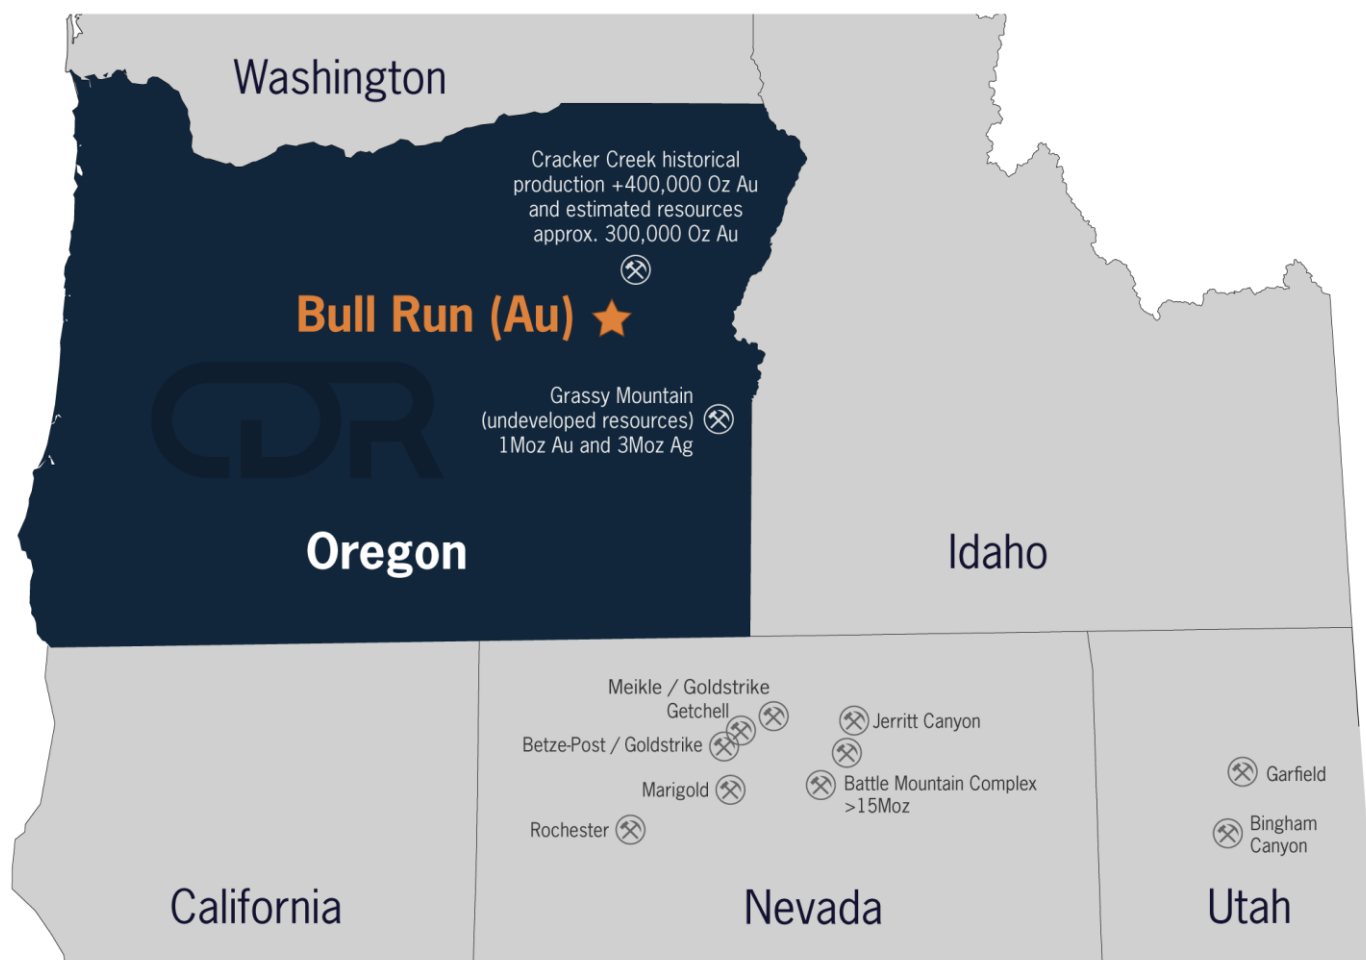 Washington
Cracker Creek historical
production +400,000 Oz Au
and estimated resources
approx. 300,000 Oz Au
Bull Run (Au)
CDR
Grassy Mountain
(undeveloped resources)
1Moz Au and 3Moz Ag
Oregon
Idaho
Meikle / Goldstrike
Getchell
Jerritt Canyon
Betze-Post / Goldstrike
Garfield
Battle Mountain Complex
>15Moz
Marigold
Rochester
Bingham
Canyon
California
Nevada
Utah